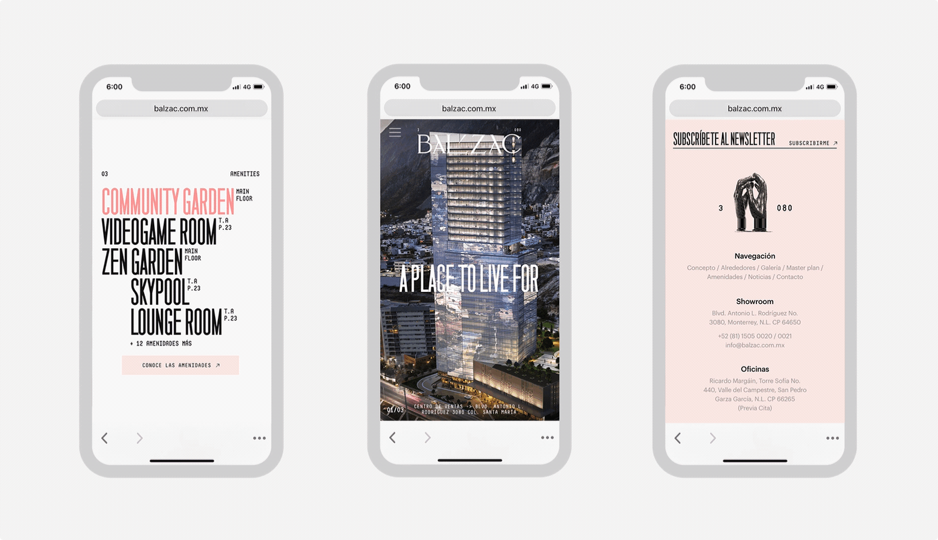 6:00
4G
balzac.com.mx
03
AMENITIES
COMMUNITY GARDEN
MAIN
FLOOR
VIDEOGAME ROOM
T.A
P.23
ZEN GARDEN
MAIN
FLOOR
SKYPOOL
T.A
P.23
LOUNGE ROOM
T.A
P.23
+ 12 AMENIDADES MÁS
CONOCE LAS AMENIDADES ↗
6:00
4G
balzac.com.mx
3
080
BALZAC
A PLACE TO LIVE FOR
01/03
CENTRO DE VENTAS -> BLVD. ANTONIO L.
RODRÍGUEZ 3080 COL. SANTA MARÍA
6:00
4G
balzac.com.mx
SUBSCRÍBETE AL NEWSLETTER
SUBSCRIBIRME ↗
3
080
Navegación
Concepto / Alrededores / Galería / Master plan /
Amenidades / Noticias / Contacto
Showroom
Blvd. Antonio L. Rodríguez No.
3080, Monterrey, N.L. CP 64650
+52 (81) 1505 0020 / 0021
info@balzac.com.mx
Oficinas
Ricardo Margáin, Torre Sofía No.
440, Valle del Campestre, San Pedro
Garza García, N.L. CP 66265
(Previa Cita)